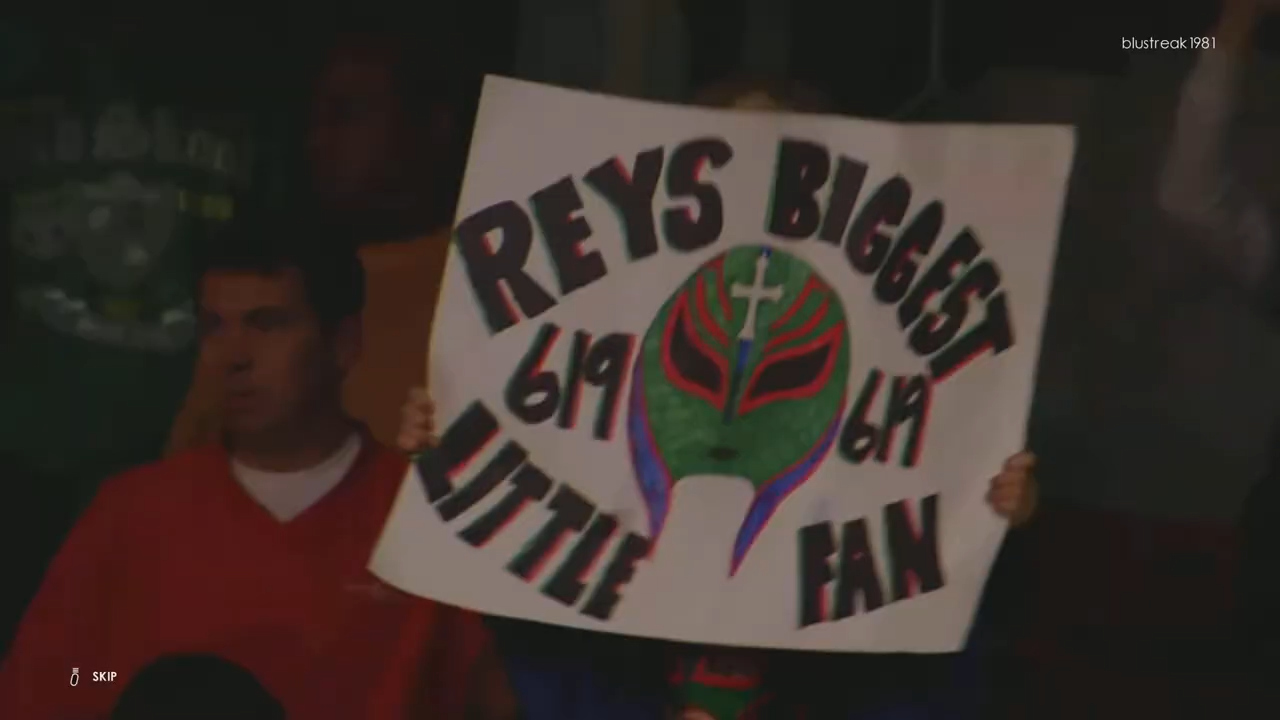 blustreak1981
REYS BIGGEST
619 619
LITTLE FAN
SKIP